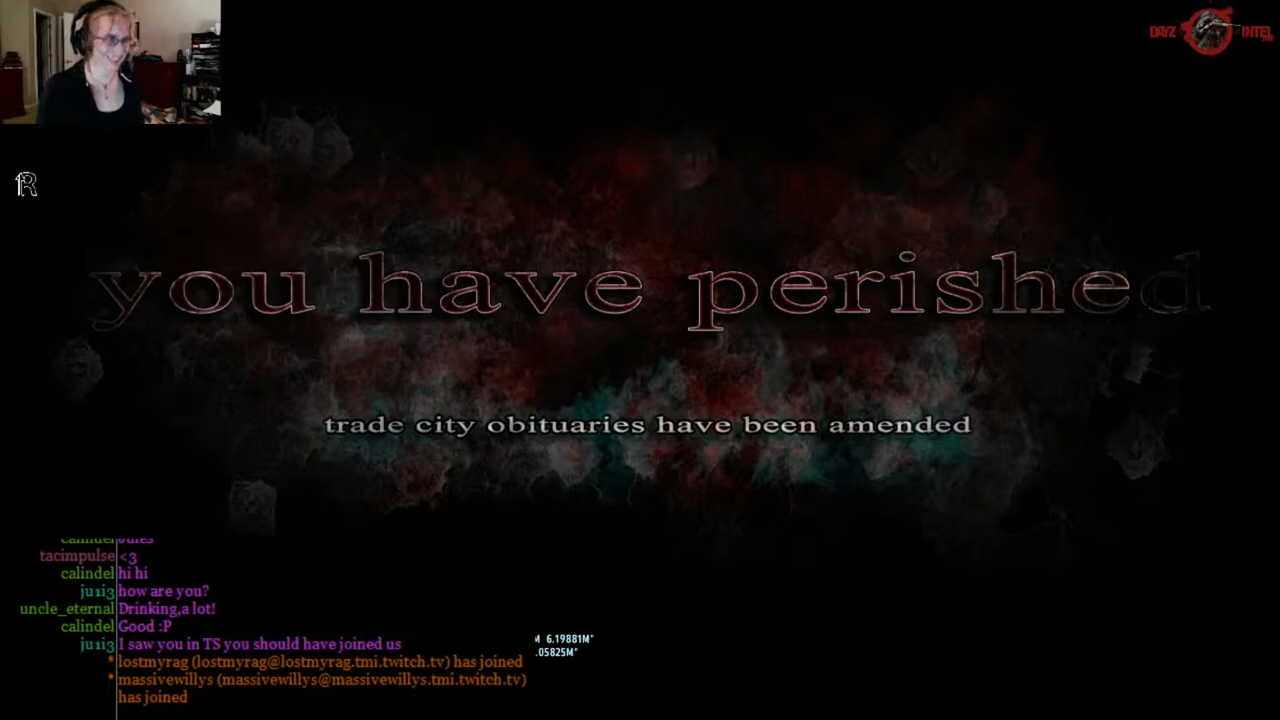 DAYZ INTEL
you have perished
trade city obituaries have been amended
tacimpulse <3
calindel hi hi
ju1i3 how are you?
uncle_eternal Drinking,a lot!
calindel Good :P
ju1i3 I saw you in TS you should have joined us
* lostmyrag (lostmyrag@lostmyrag.tmi.twitch.tv) has joined
* massivewillys (massivewillys@massivewillys.tmi.twitch.tv)
has joined
6.19881M"
.05825M"